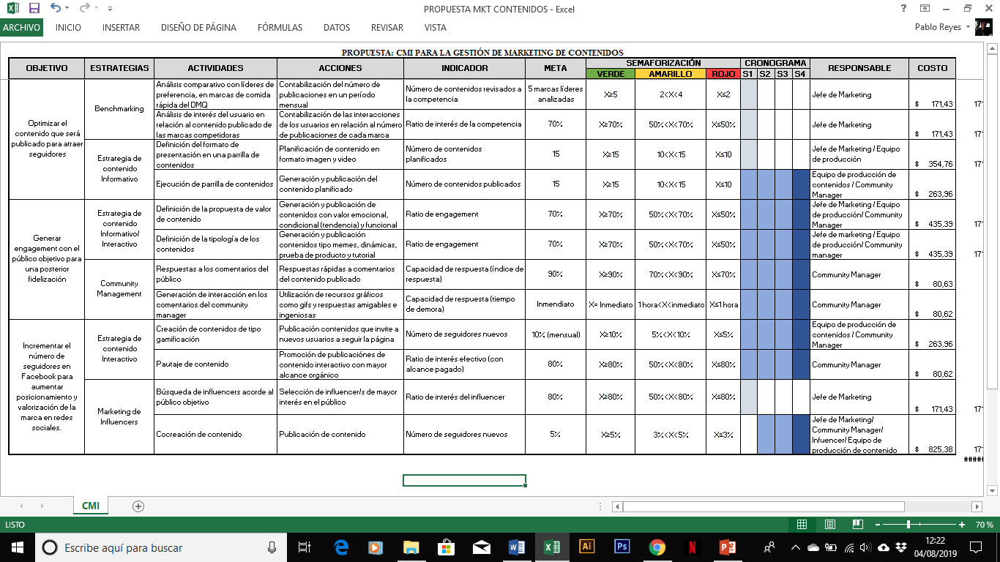 PROPUESTA MKT CONTENIDOS - Excel
ARCHIVO INICIO INSERTAR DISEÑO DE PÁGINA FÓRMULAS DATOS REVISAR VISTA Pablo Reyes
PROPUESTA: CMI PARA LA GESTIÓN DE MARKETING DE CONTENIDOS
OBJETIVO ESTRATEGIAS ACTIVIDADES ACCIONES INDICADOR META SEMAFORIZACIÓN CRONOGRAMA RESPONSABLE COSTO
VERDE AMARILLO ROJO S1 S2 S3 S4
Optimizar el
contenido que será
publicado para atraer
seguidores
Benchmarking
Análisis comparativo con líderes de
preferencia, en marcas de comida
rápida del DMQ
Contabilización del número de
publicaciones en un período
mensual
Número de contenidos revisados a
la competencia
5 marcas líderes
analizadas
X≥5 2<X<4 X≤2
Jefe de Marketing
$ 171,43 171
Análisis de interés del usuario en
relación al contenido publicado de
las marcas competidoras
Contabilización de las interacciones
de los usuarios en relación al número
de publicaciones de cada marca
Ratio de interés de la competencia
70% X≥70% 50%<X<70% X≤50%
Jefe de Marketing
$ 171,43 171
Estrategia de
contenido
Informativo
Definición del formato de
presentación en una parrilla de
contenidos
Planificación de contenido en
formato imagen y video
Número de contenidos
planificados
15 X≥15 10<X<15 X≤10
Jefe de Marketing / Equipo
de producción
$ 354,76 171
Ejecución de parrilla de contenidos
Generación y publicación del
contenido planificado
Número de contenidos publicados
15 X≥15 10<X<15 X≤10
Equipo de producción de
contenidos / Community
Manager
$ 263,96
Generar
engagement con el
público objetivo para
una posterior
fidelización
Estrategia de
contenido
Informativo/
Interactivo
Definición de la propuesta de valor
de contenido
Generación y publicación de
contenidos con valor emocional,
condicional (tendencia) y funcional
Ratio de engagement
70% X≥70% 50%<X<70% X≤50%
Jefe de Marketing / Equipo
de producción/ Community
Manager
$ 435,39 171
Definición de la tipología de los
contenidos
Generación y publicación
contenidos tipo memes, dinámicas,
prueba de producto y tutorial
Ratio de engagement
70% X≥70% 50%<X<70% X≤50%
Jefe de marketing / Equipo
de producción/ Community
manager
$ 435,39 171
Community
Management
Respuestas a los comentarios del
público
Respuestas rápidas a comentarios
del contenido publicado
Capacidad de respuesta (índice de
respuesta)
90% X≥90% 70%<X<90% X≤70%
Community Manager
$ 80,63
Generación de interacción en los
comentarios del community
manager
Utilización de recursos gráficos
como gifs y respuestas amigables e
ingeniosas
Capacidad de respuesta (tiempo
de demora)
Inmendiato X= Inmediato 1 hora<X<inmediato X≤1 hora
Community Manager
$ 80,62
Incrementar el
número de
seguidores en
Facebook para
aumentar
posicionamiento y
valorización de la
marca en redes
sociales.
Estrategia de
contenido
Interactivo
Creación de contenidos de tipo
gamificación
Publicación contenidos que invite a
nuevos usuarios a seguir la página
Número de seguidores nuevos
10% (mensual) X≥10% 5%<X<10% X≤5%
Equipo de producción de
contenidos / Community
Manager
$ 263,96
Pautaje de contenido
Promoción de publicaciónes de
contenido interactivo con mayor
alcance orgánico
Ratio de interés efectivo (con
alcance pagado)
80% X≥80% 50%<X<80% X≤80%
Community Manager
$ 80,62
Marketing de
Influencers
Búsqueda de influencers acorde al
público objetivo
Selección de influencer/s de mayor
interés en el público
Ratio de interés del influencer
80% X≥80% 50%<X<80% X≤80%
Jefe de Marketing
$ 171,43 171
Cocreación de contenido
Publicación de contenido
Número de seguidores nuevos
5% X≥5% 3%<X<5% X≤3%
Jefe de Marketing/
Community Manager/
Infuencer/ Equipo de
producción de contenido
$ 825,38 171
#####
CMI
LISTO 70 %
Escribe aquí para buscar
12:22
04/08/2019